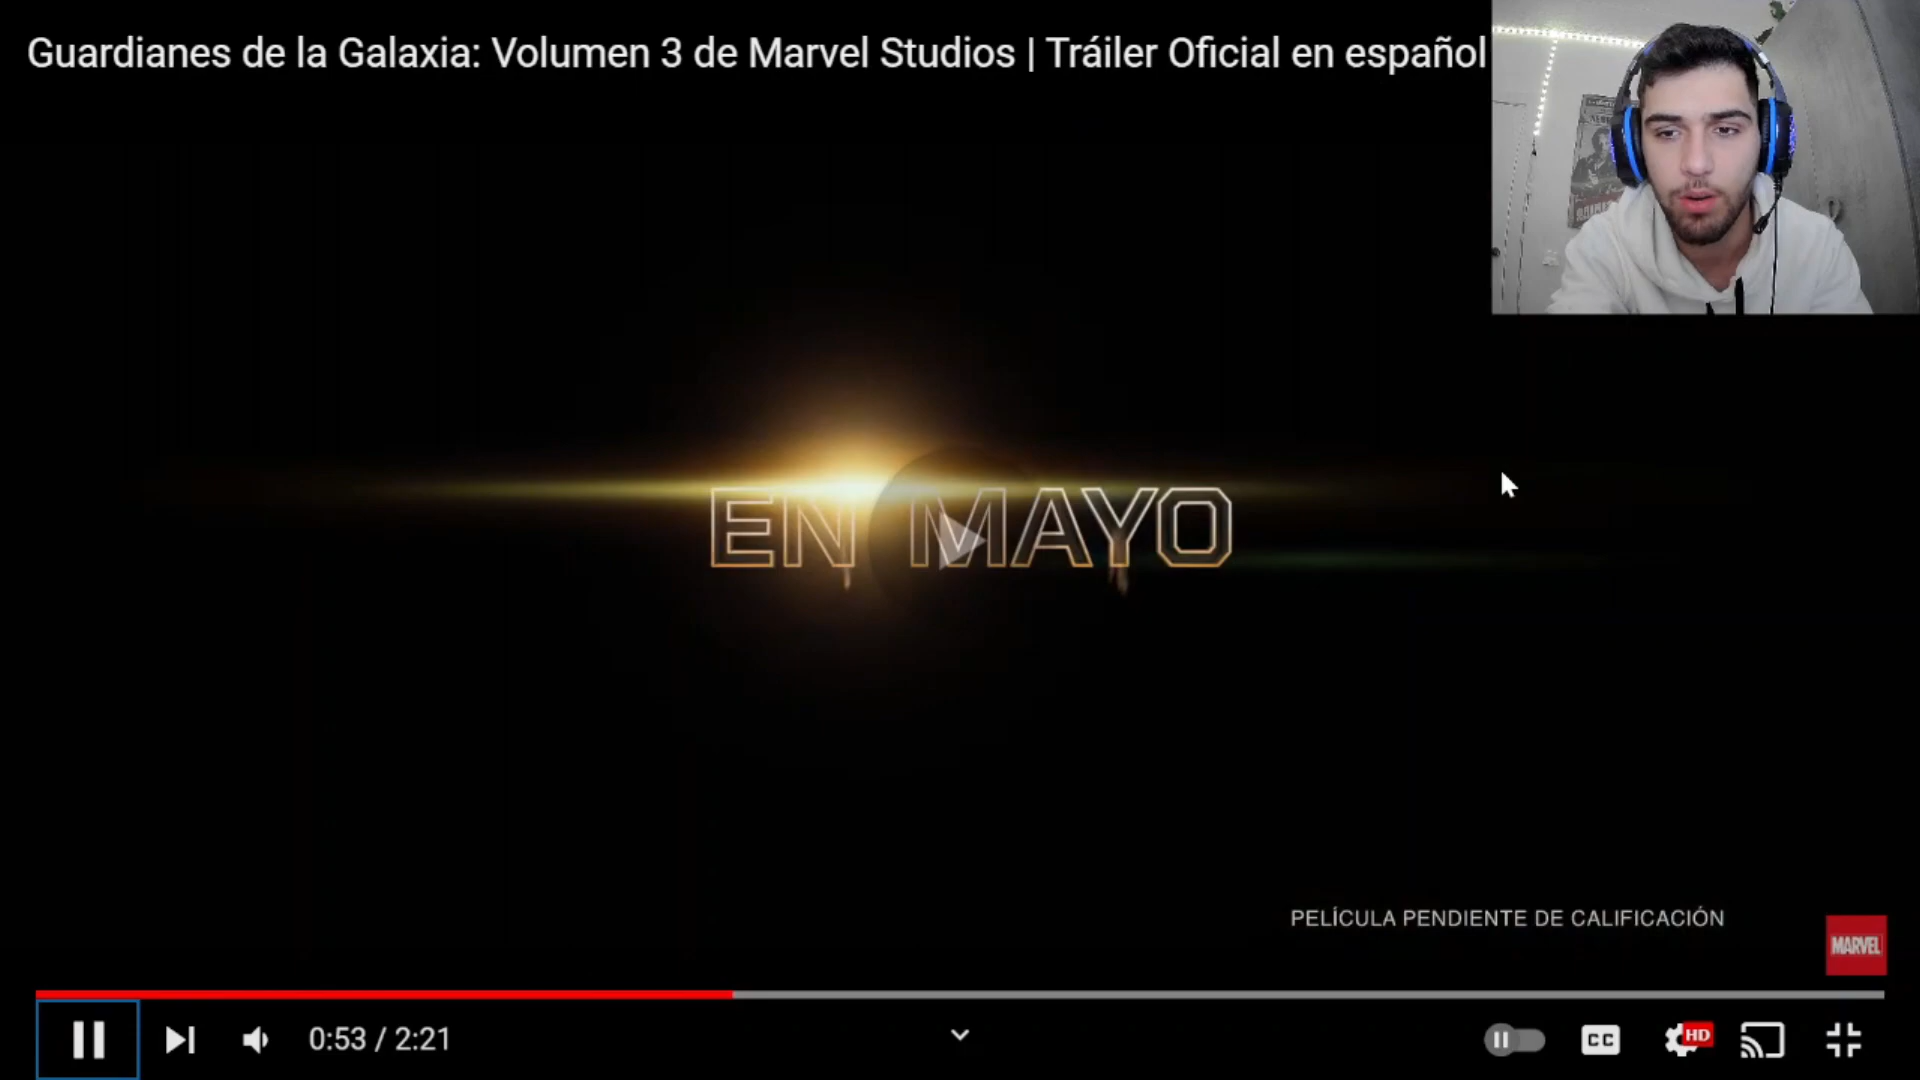 Guardianes de la Galaxia: Volumen 3 de Marvel Studios | Tráiler Oficial en español
EN MAYO
PELÍCULA PENDIENTE DE CALIFICACIÓN
MARVEL
0:53 / 2:21
CC
HD